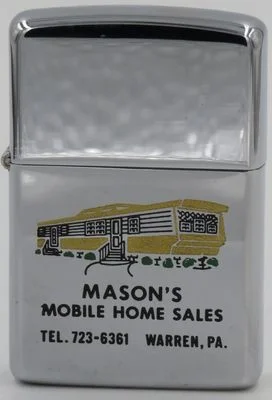 MASON'S
MOBILE HOME SALES
TEL. 723-6361 WARREN, PA.